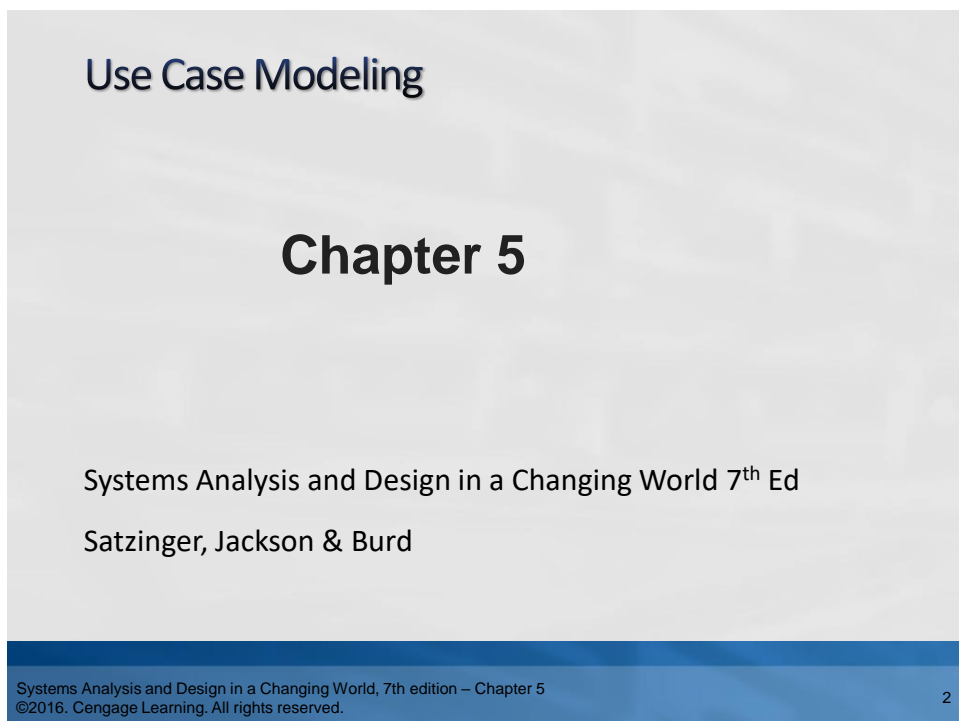 Use Case Modeling
Chapter 5
Systems Analysis and Design in a Changing World 7th Ed
Satzinger, Jackson & Burd
Systems Analysis and Design in a Changing World, 7th edition – Chapter 5
©2016. Cengage Learning. All rights reserved.
2